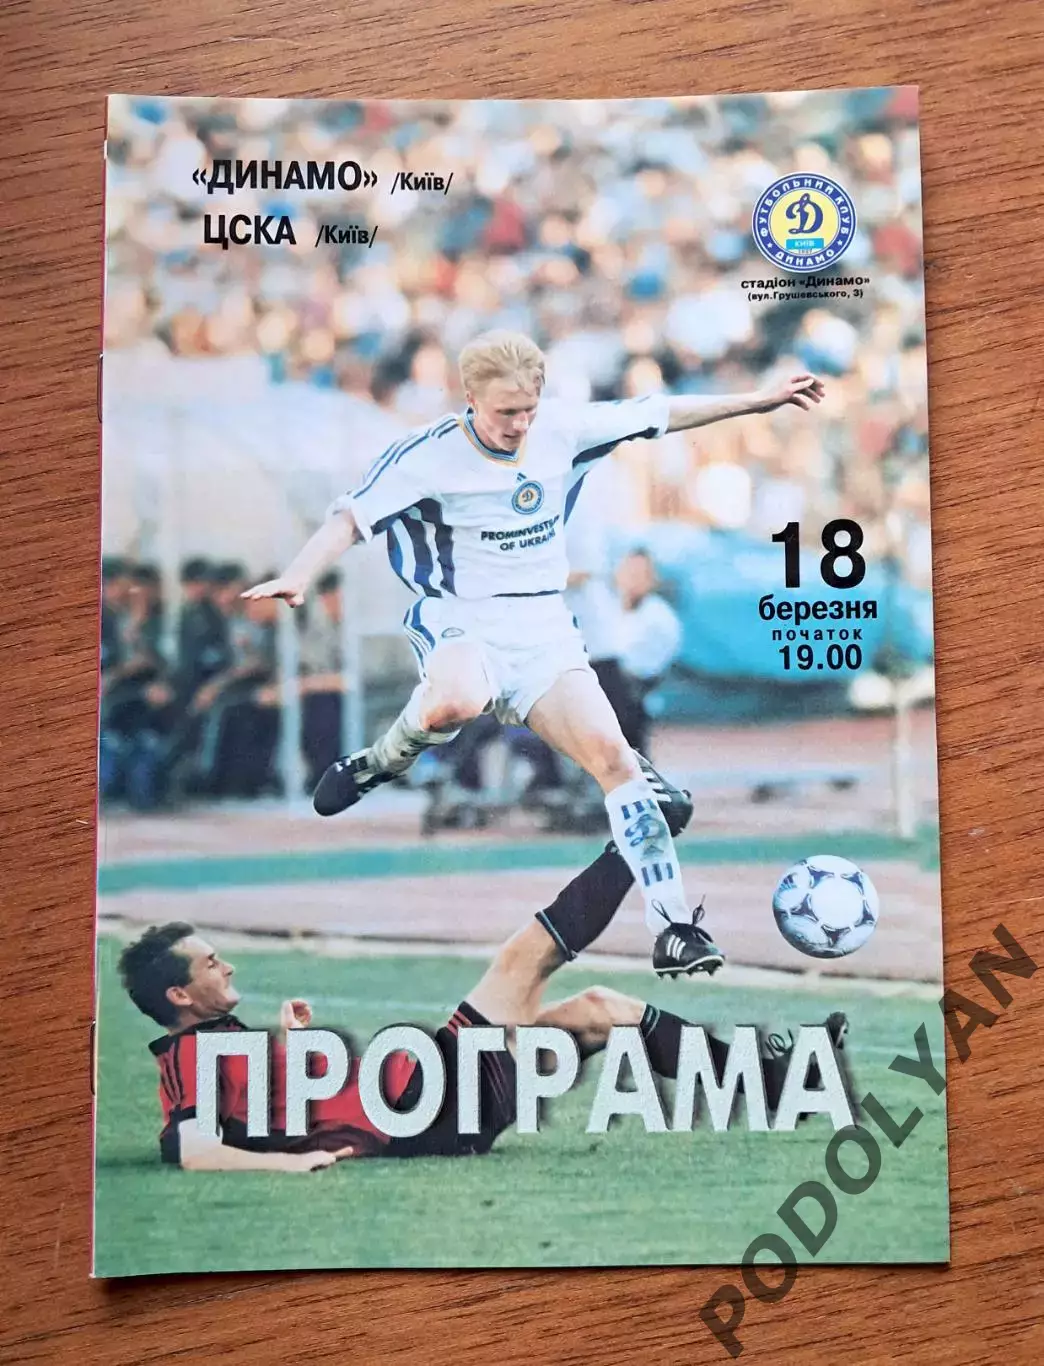 «ДИНАМО» /Київ/
ЦСКА /Київ/
ФУТБОЛЬНИЙ КЛУБ
Д
КИЇВ
1927
ДИНАМО
стадіон «Динамо»
(вул.Грушевського, 3)
PROMINVESTBANK
OF UKRAINE
18
березня
початок
19.00
ПРОГРАМА
PODOLYAN